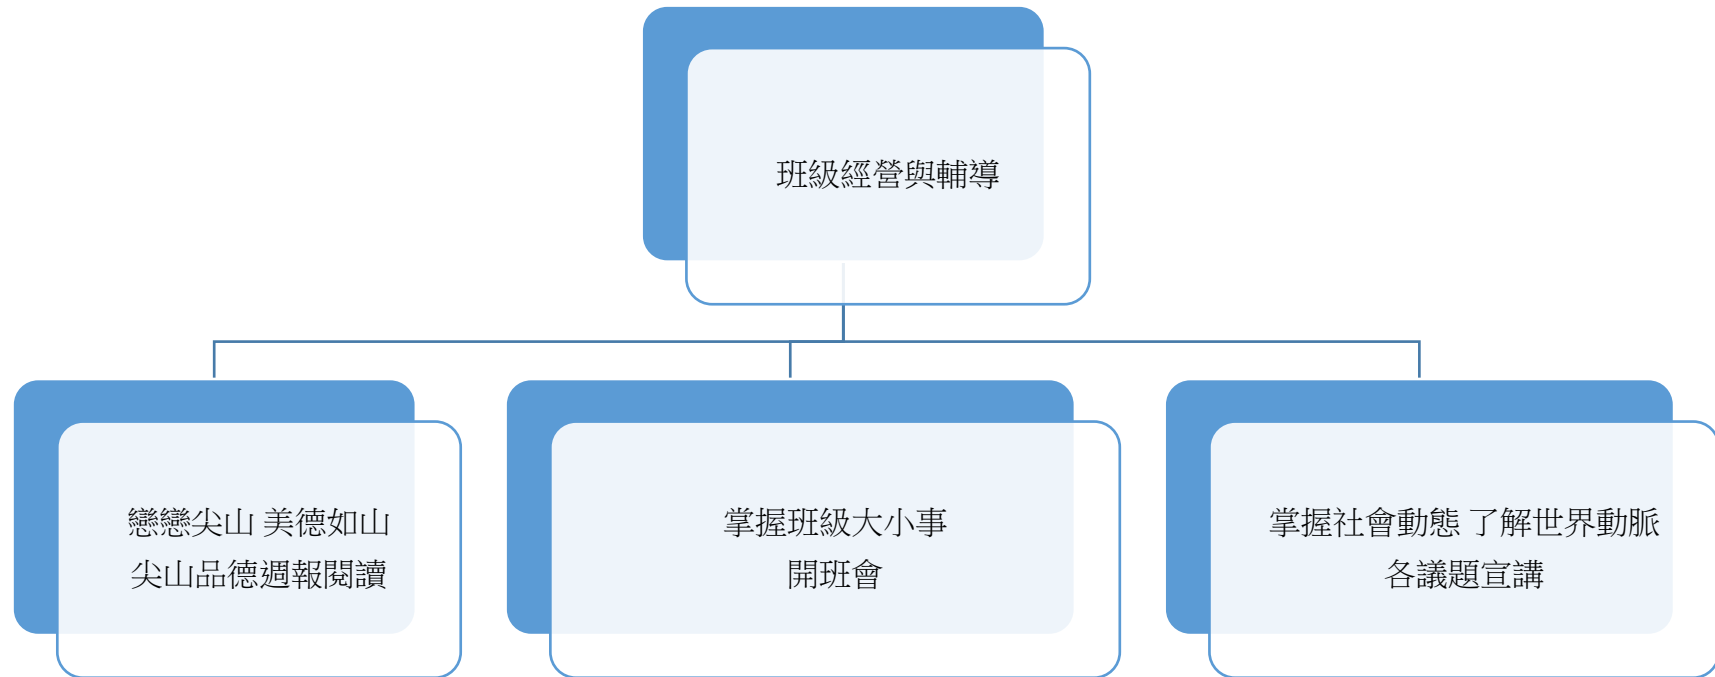 班級經營與輔導
戀戀尖山 美德如山
尖山品德週報閱讀
掌握班級大小事
開班會
掌握社會動態 了解世界動脈
各議題宣講